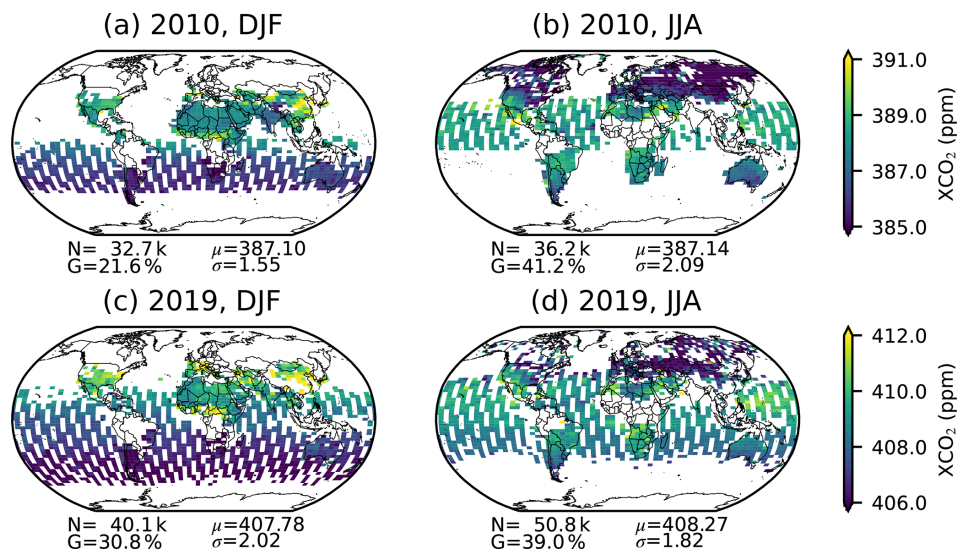 (a) 2010, DJF
(b) 2010, JJA
N= 32.7 k μ=387.10
G=21.6 % σ=1.55
N= 36.2 k μ=387.14
G=41.2 % σ=2.09
391.0
389.0
387.0
385.0
XCO₂ (ppm)
(c) 2019, DJF
(d) 2019, JJA
N= 40.1 k μ=407.78
G=30.8 % σ=2.02
N= 50.8 k μ=408.27
G=39.0 % σ=1.82
412.0
410.0
408.0
406.0
XCO₂ (ppm)